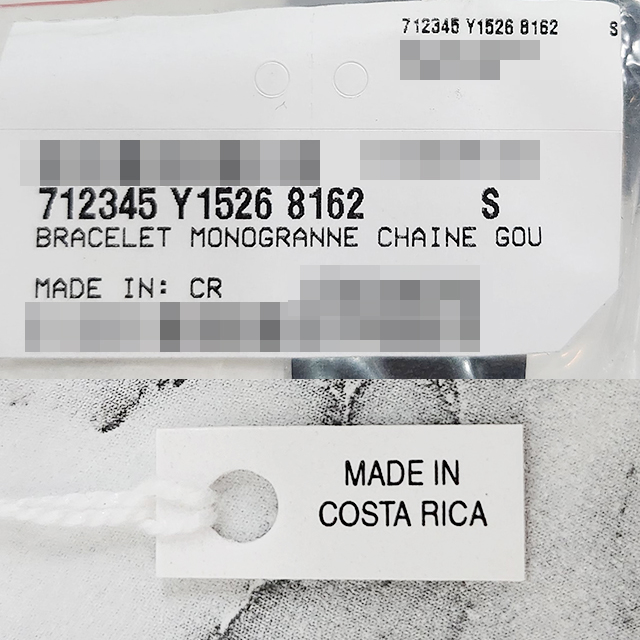 712345 Y1526 8162 S
712345 Y1526 8162 S
BRACELET MONOGRANNE CHAINE GOU
MADE IN: CR
MADE IN
COSTA RICA